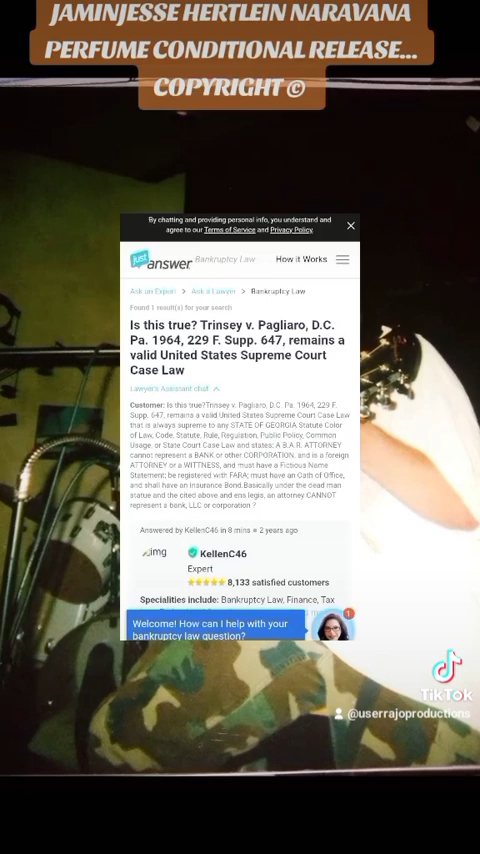 JAMINJESSE HERTLEIN NARAVANA
PERFUME CONDITIONAL RELEASE...
COPYRIGHT ©
By chatting and providing personal info, you understand and
agree to our Terms of Service and Privacy Policy.
just answer Bankruptcy Law How it Works
Ask an Expert > Ask a Lawyer > Bankruptcy Law
Found 1 result(s) for your search
Is this true? Trinsey v. Pagliaro, D.C.
Pa. 1964, 229 F. Supp. 647, remains a
valid United States Supreme Court
Case Law
Lawyer's Assistant chat
Customer: Is this true?Trinsey v. Pagliaro, D.C. Pa. 1964, 229 F.
Supp. 647, remains a valid United States Supreme Court Case Law
that is always supreme to any STATE OF GEORGIA Statute Color
of Law, Code, Statute, Rule, Regulation, Public Policy, Common
Usage, or State Court Case Law and states: A B.A.R. ATTORNEY
cannot represent a BANK or other CORPORATION, and is a foreign
ATTORNEY or a WITTNESS, and must have a Ficious Name
Statement; be registered with FARA; must have an Oath of Office,
and shall have an Insurance Bond.Basically under the dead man
statue and the cited above and ens legia, an attorney CANNOT
represent a bank, LLC or corporation ?
Answered by KellenC46 in 8 mins 2 years ago
img KellenC46
Expert
8,133 satisfied customers
Specialities include: Bankruptcy Law, Finance, Tax
Welcome! How can I help with your
bankruptcy law question?
1
TikTok
@userrajoproductions